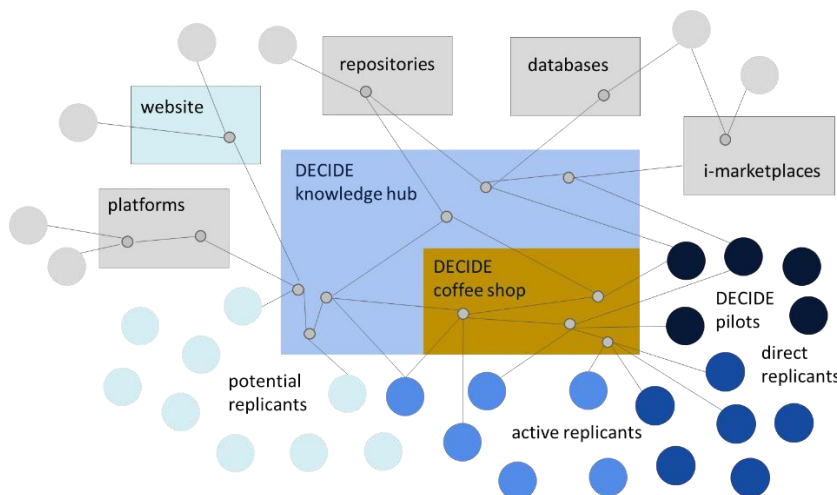 repositories
databases
website
i-marketplaces
DECIDE
knowledge hub
platforms
DECIDE
coffee shop
DECIDE
pilots
direct
replicants
potential
replicants
active replicants